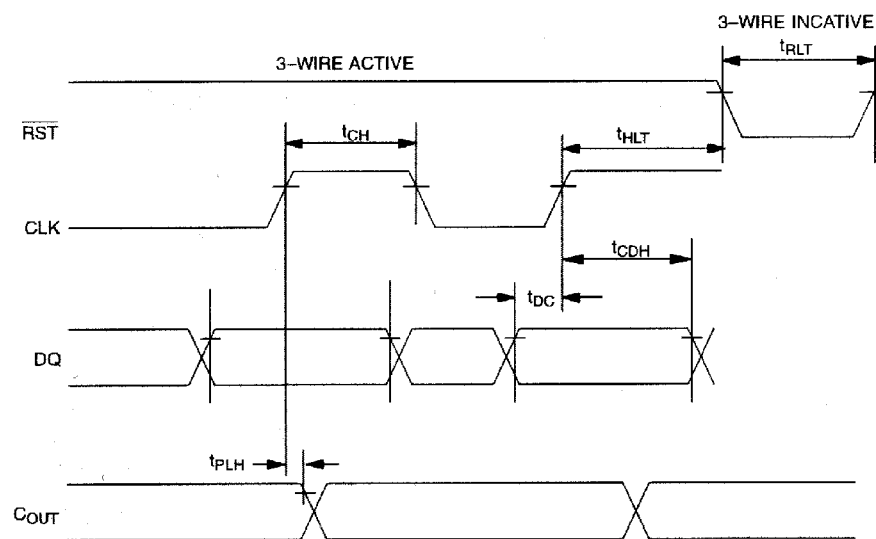 3–WIRE INCATIVE
tRLT
3–WIRE ACTIVE
RST
tCH
tHLT
CLK
tCDH
tDC
DQ
tPLH
COUT